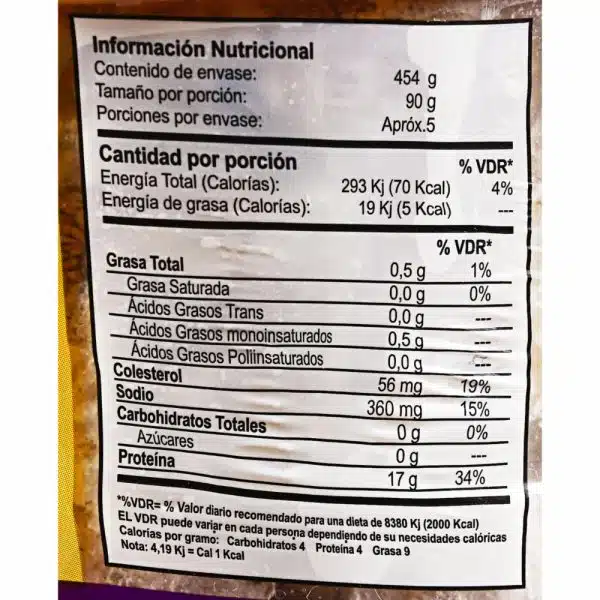 Información Nutricional
Contenido de envase: 454 g
Tamaño por porción: 90 g
Porciones por envase: Apróx.5
Cantidad por porción % VDR*
Energía Total (Calorías): 293 Kj (70 Kcal) 4%
Energía de grasa (Calorías): 19 Kj (5 Kcal) ---
% VDR*
Grasa Total 0,5 g 1%
Grasa Saturada 0,0 g 0%
Ácidos Grasos Trans 0,0 g ---
Ácidos Grasos monoinsaturados 0,5 g ---
Ácidos Grasos Poliinsaturados 0,0 g ---
Colesterol 56 mg 19%
Sodio 360 mg 15%
Carbohidratos Totales 0 g 0%
Azúcares 0 g ---
Proteína 17 g 34%
*%VDR= % Valor diario recomendado para una dieta de 8380 Kj (2000 Kcal)
EL VDR puede variar en cada persona dependiendo de su necesidades calóricas
Calorías por gramo: Carbohidratos 4 Proteína 4 Grasa 9
Nota: 4,19 Kj = Cal 1 Kcal